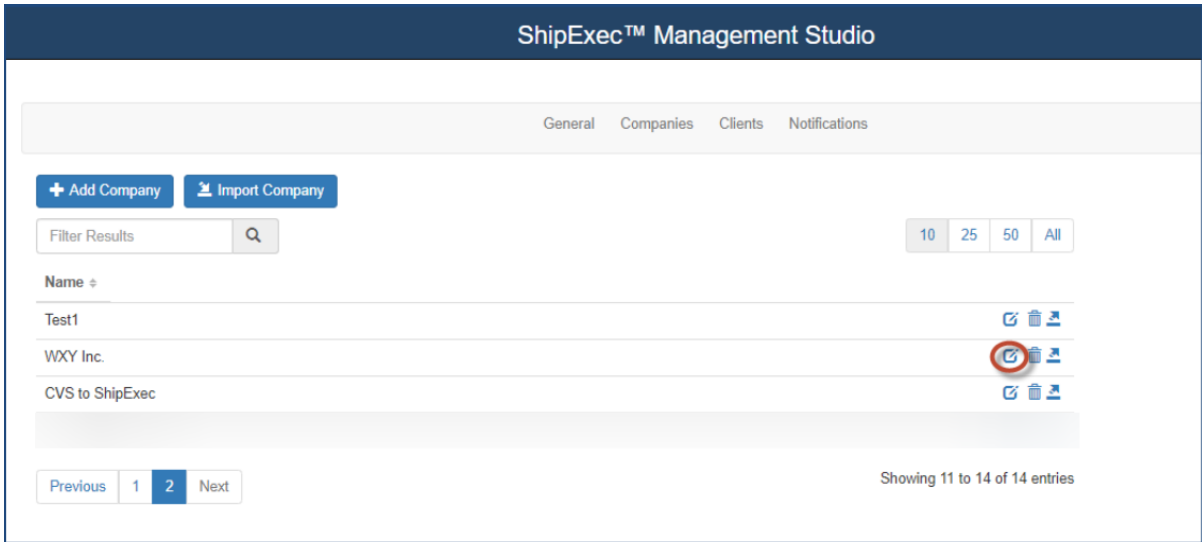 ShipExec™ Management Studio
General Companies Clients Notifications
Add Company Import Company
Filter Results 10 25 50 All
Name
Test1
WXY Inc.
CVS to ShipExec
Previous 1 2 Next Showing 11 to 14 of 14 entries